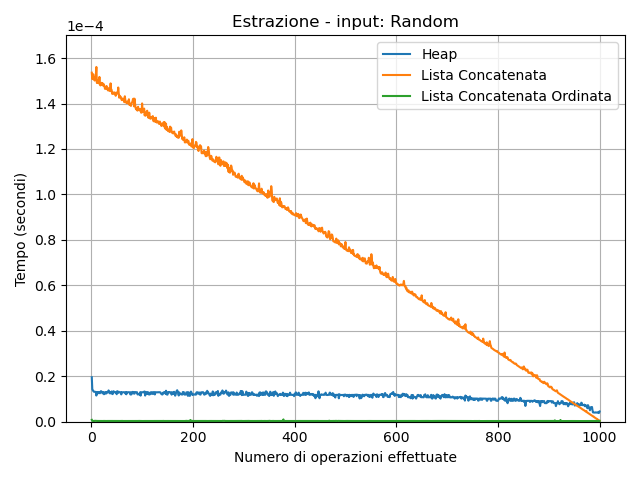 Estrazione - input: Random
1e−4
Heap
Lista Concatenata
Lista Concatenata Ordinata
1.6
1.4
1.2
1.0
0.8
0.6
0.4
0.2
0.0
Tempo (secondi)
0 200 400 600 800 1000
Numero di operazioni effettuate